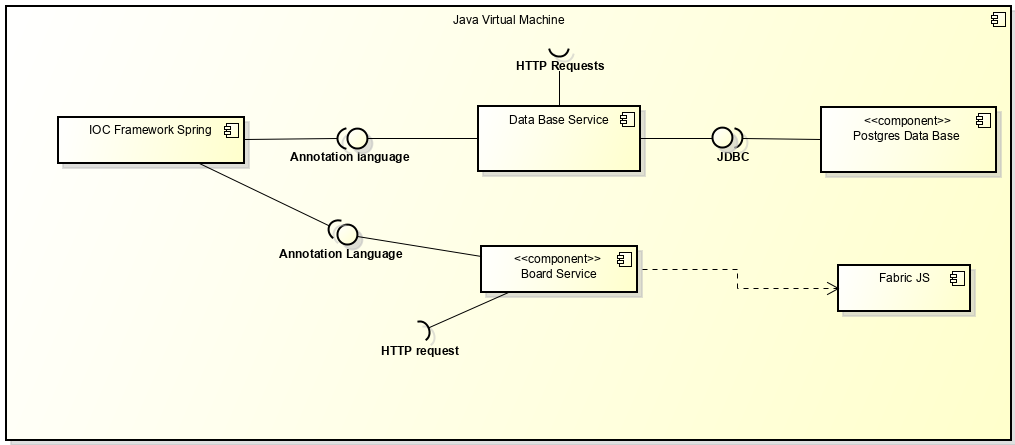 Java Virtual Machine
HTTP Requests
IOC Framework Spring
Annotation language
Data Base Service
JDBC
<<component>>
Postgres Data Base
Annotation Language
<<component>>
Board Service
Fabric JS
HTTP request